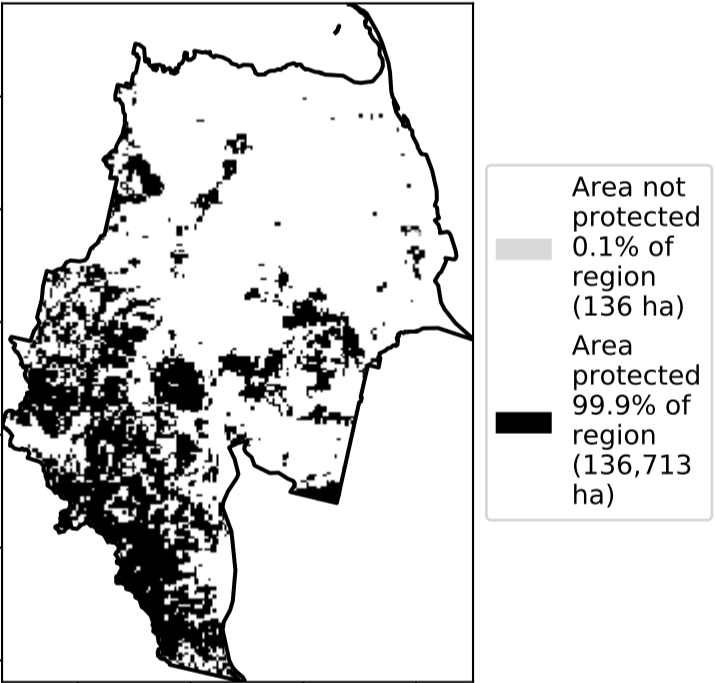 Area not
protected
0.1% of
region
(136 ha)
Area
protected
99.9% of
region
(136,713
ha)